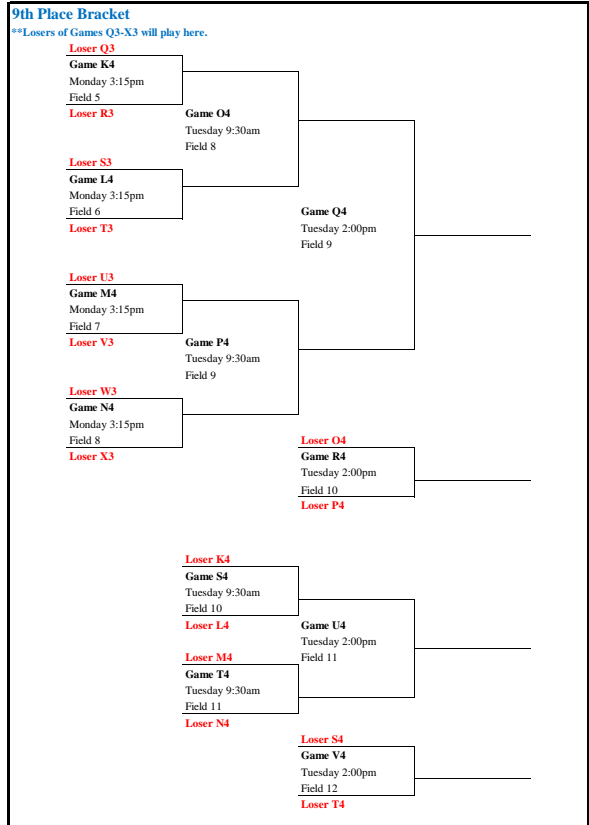 9th Place Bracket
**Losers of Games Q3-X3 will play here.
Loser Q3
Game K4
Monday 3:15pm
Field 5
Loser R3
Game O4
Tuesday 9:30am
Field 8
Loser S3
Game L4
Monday 3:15pm
Field 6
Loser T3
Game Q4
Tuesday 2:00pm
Field 9
Loser U3
Game M4
Monday 3:15pm
Field 7
Loser V3
Game P4
Tuesday 9:30am
Field 9
Loser W3
Game N4
Monday 3:15pm
Field 8
Loser X3
Loser O4
Game R4
Tuesday 2:00pm
Field 10
Loser P4
Loser K4
Game S4
Tuesday 9:30am
Field 10
Loser L4
Game U4
Tuesday 2:00pm
Field 11
Loser M4
Game T4
Tuesday 9:30am
Field 11
Loser N4
Loser S4
Game V4
Tuesday 2:00pm
Field 12
Loser T4